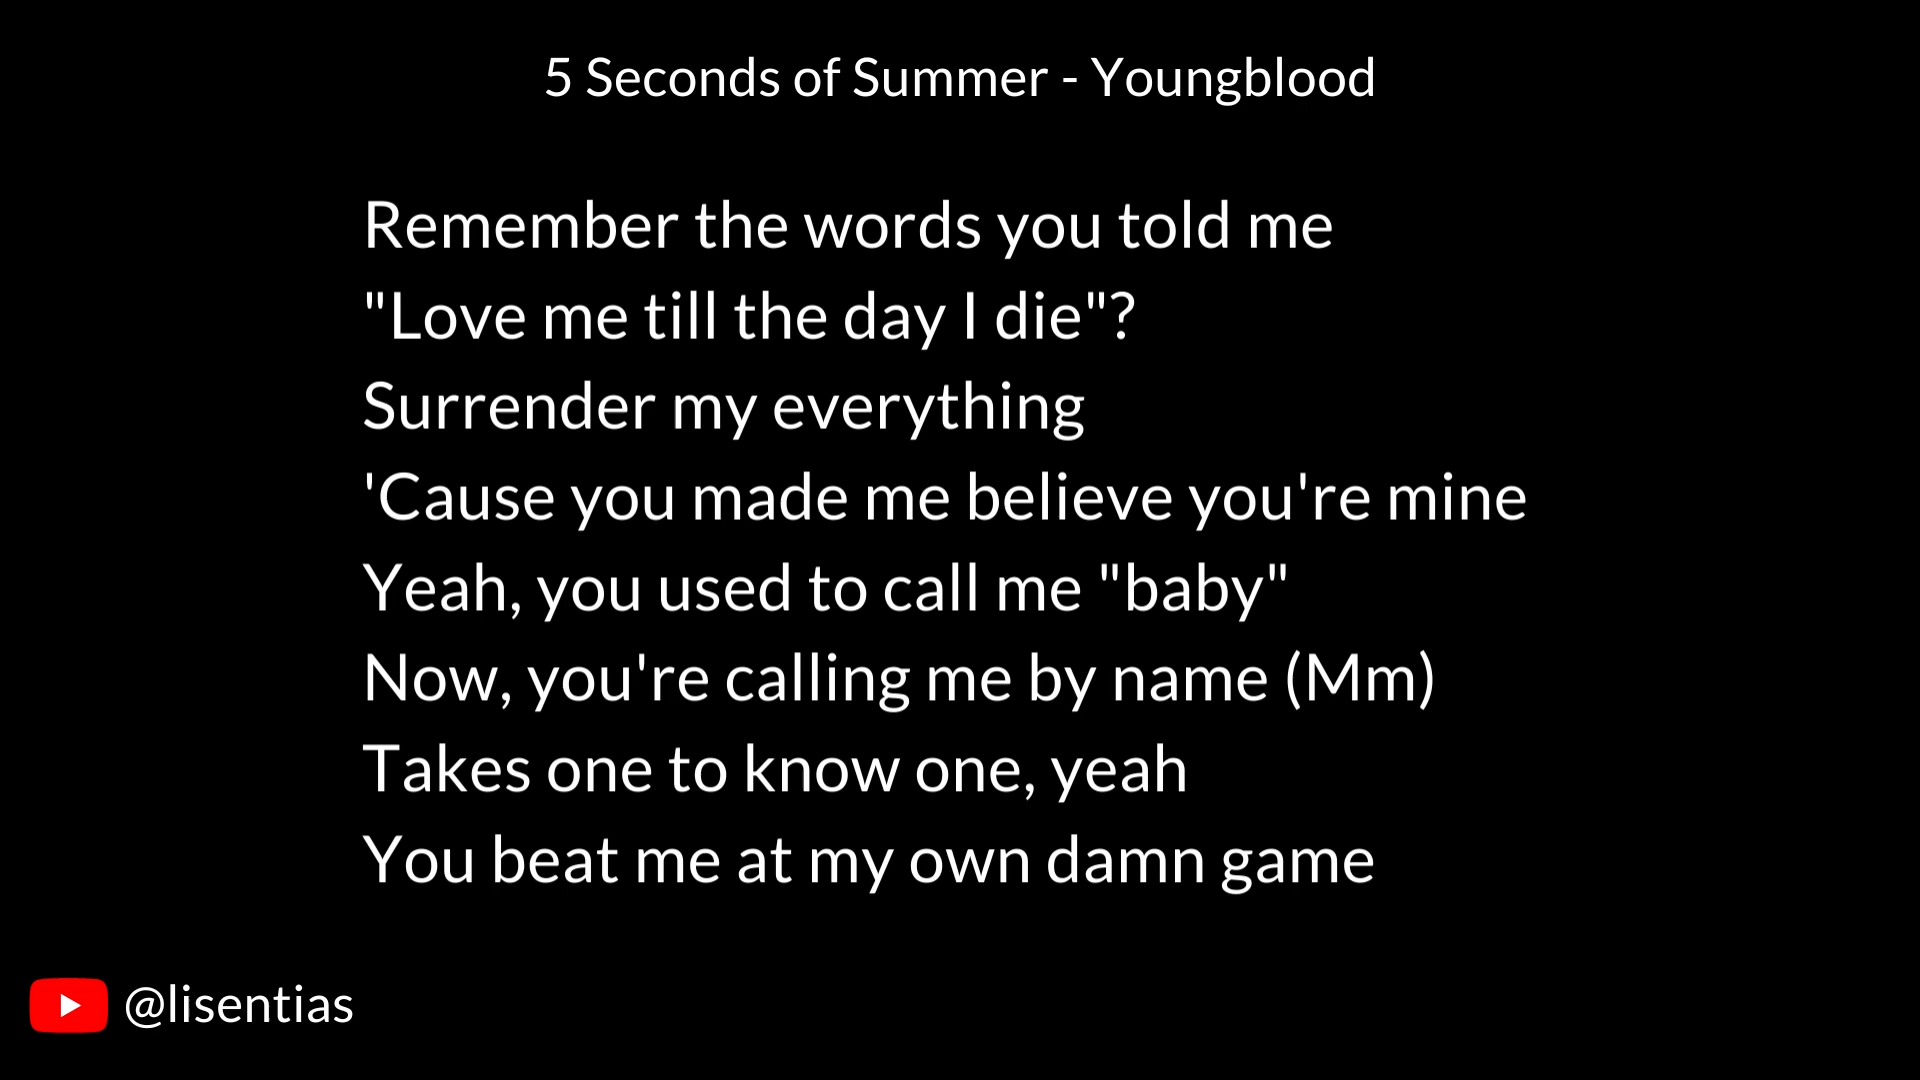 5 Seconds of Summer - Youngblood
Remember the words you told me
"Love me till the day I die"?
Surrender my everything
'Cause you made me believe you're mine
Yeah, you used to call me "baby"
Now, you're calling me by name (Mm)
Takes one to know one, yeah
You beat me at my own damn game
@lisentias